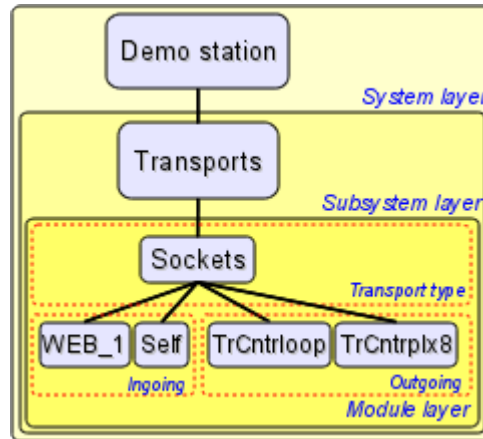 Demo station
System layer
Transports
Subsystem layer
Sockets
Transport type
WEB_1 Self TrCntrloop TrCntrplx8
Ingoing Outgoing
Module layer